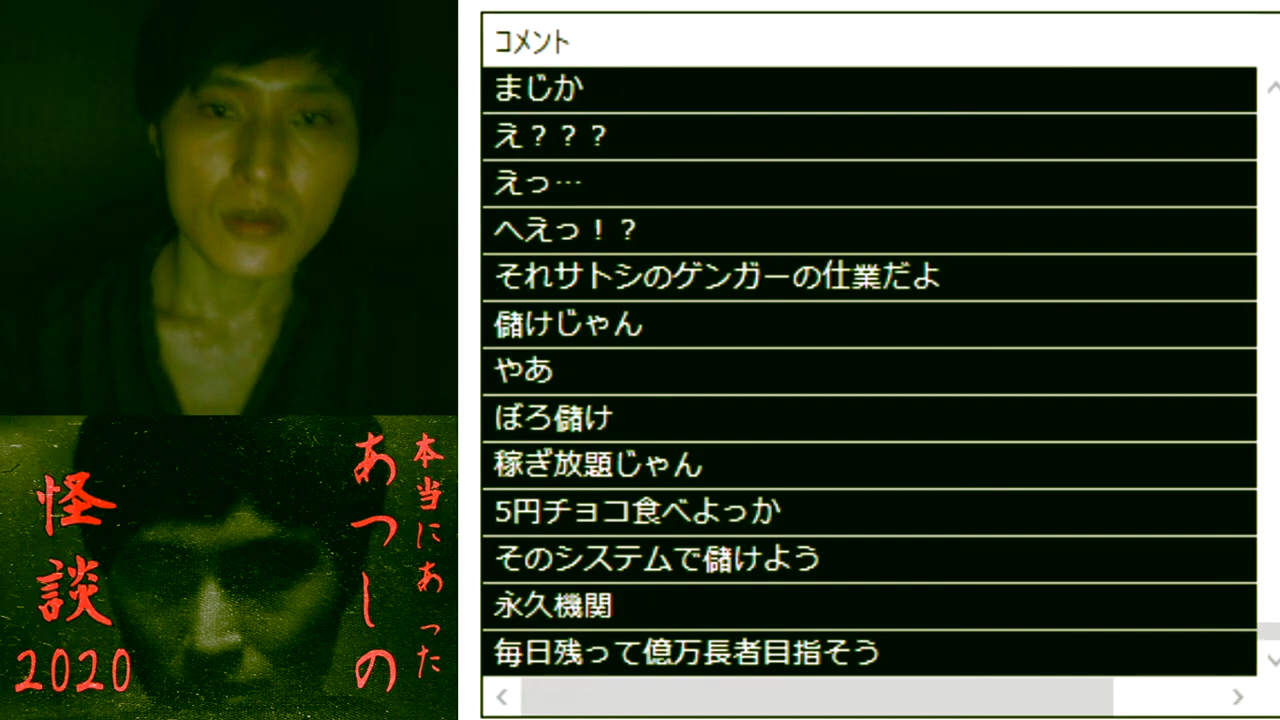 コメント
まじか
え？？？
えっ…
へえっ！？
それサトシのゲンガーの仕業だよ
儲けじゃん
やあ
ぼろ儲け
稼ぎ放題じゃん
5円チョコ食べよっか
そのシステムで儲けよう
永久機関
毎日残って億万長者目指そう
本当にあった
あつしの
怪談
2020